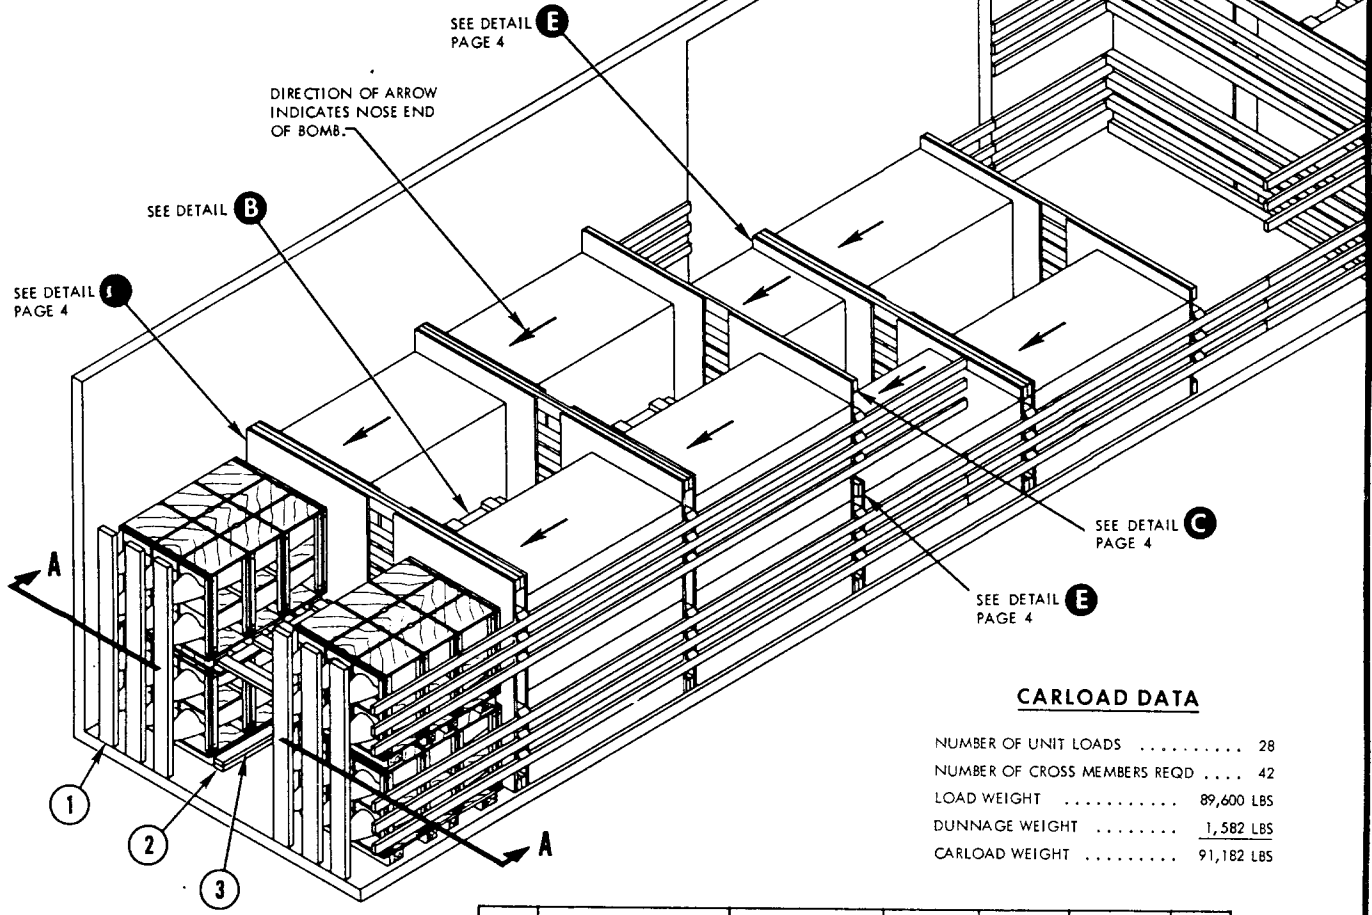 SEE DETAIL E
PAGE 4
DIRECTION OF ARROW
INDICATES NOSE END
OF BOMB.
SEE DETAIL B
SEE DETAIL
PAGE 4
A
A
SEE DETAIL C
PAGE 4
SEE DETAIL E
PAGE 4
1
2
3
CARLOAD DATA
NUMBER OF UNIT LOADS .......... 28
NUMBER OF CROSS MEMBERS REQD .... 42
LOAD WEIGHT ........... 89,600 LBS
DUNNAGE WEIGHT ........ 1,582 LBS
CARLOAD WEIGHT ......... 91,182 LBS